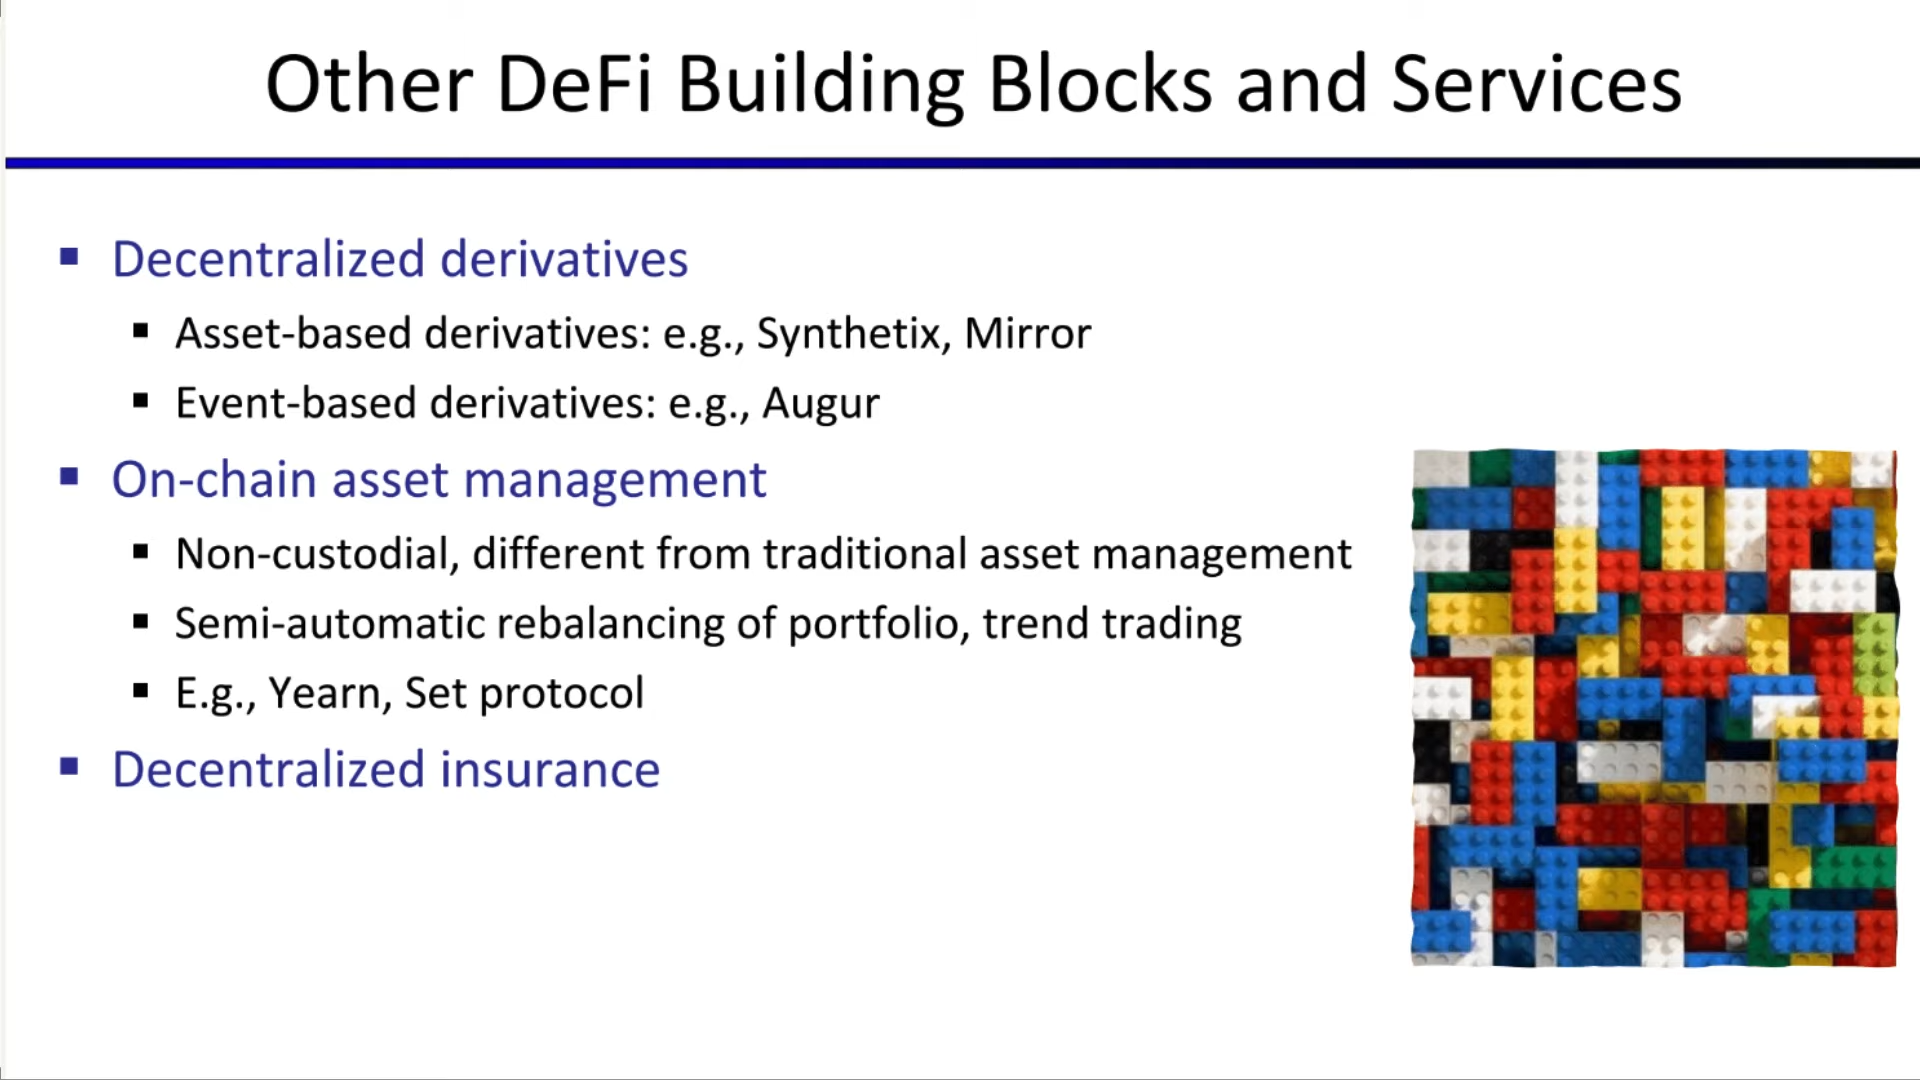 Other DeFi Building Blocks and Services
Decentralized derivatives
Asset-based derivatives: e.g., Synthetix, Mirror
Event-based derivatives: e.g., Augur
On-chain asset management
Non-custodial, different from traditional asset management
Semi-automatic rebalancing of portfolio, trend trading
E.g., Yearn, Set protocol
Decentralized insurance